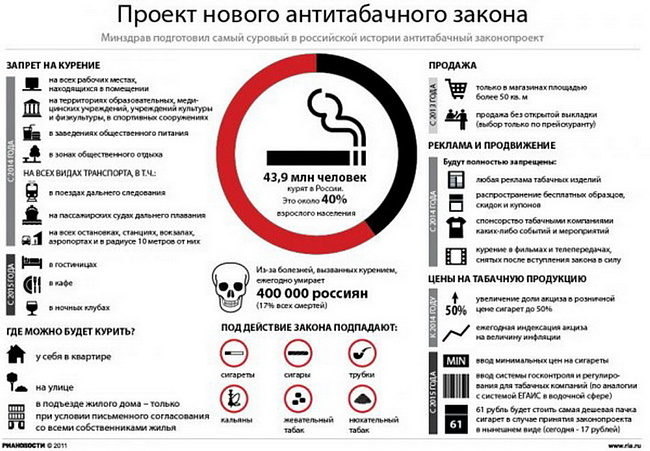 Проект нового антитабачного закона
Минздрав подготовил самый суровый в российской истории антитабачный законопроект
ЗАПРЕТ НА КУРЕНИЕ
С 2014 ГОДА
на всех рабочих местах,
находящихся в помещении
на территориях образовательных, меди-
цинских учреждений, учреждений культуры
и физкультуры, в спортивных сооружениях
в заведениях общественного питания
в зонах общественного отдыха
НА ВСЕХ ВИДАХ ТРАНСПОРТА, В Т.Ч.:
в поездах дальнего следования
на пассажирских судах дальнего плавания
на всех остановках, станциях, вокзалах,
аэропортах и в радиусе 10 метров от них
С 2015 ГОДА
в гостиницах
в кафе
в ночных клубах
ГДЕ МОЖНО БУДЕТ КУРИТЬ?
у себя в квартире
на улице
в подъезде жилого дома – только
при условии письменного согласования
со всеми собственниками жилья
43,9 млн человек
курят в России.
Это около 40%
взрослого населения
Из-за болезней, вызванных курением,
ежегодно умирает
400 000 россиян
(17% всех смертей)
ПОД ДЕЙСТВИЕ ЗАКОНА ПОДПАДАЮТ:
сигареты
сигары
трубки
кальяны
жевательный
табак
нюхательный
табак
ПРОДАЖА
С 2013 ГОДА
только в магазинах площадью
более 50 кв. м
продажа без открытой выкладки
(выбор только по прейскуранту)
РЕКЛАМА И ПРОДВИЖЕНИЕ
Будут полностью запрещены:
С 2014 ГОДА
любая реклама табачных изделий
распространение бесплатных образцов,
скидок и купонов
спонсорство табачными компаниями
каких-либо событий и мероприятий
курение в фильмах и телепередачах,
снятых после вступления закона в силу
ЦЕНЫ НА ТАБАЧНУЮ ПРОДУКЦИЮ
К 2014 ГОДУ
50%
увеличение доли акциза в розничной
цене сигарет до 50%
ежегодная индексация акциза
на величину инфляции
С 2015 ГОДА
MIN
ввод минимальных цен на сигареты
ввод системы госконтроля и регулиро-
вания для табачных компаний (по аналогии
с системой ЕГАИС в водочной сфере)
61
61 рубль будет стоить самая дешевая пачка
сигарет в случае принятия законопроекта
в нынешнем виде (сегодня - 17 рублей)
РИАНОВОСТИ © 2011
www.ria.ru